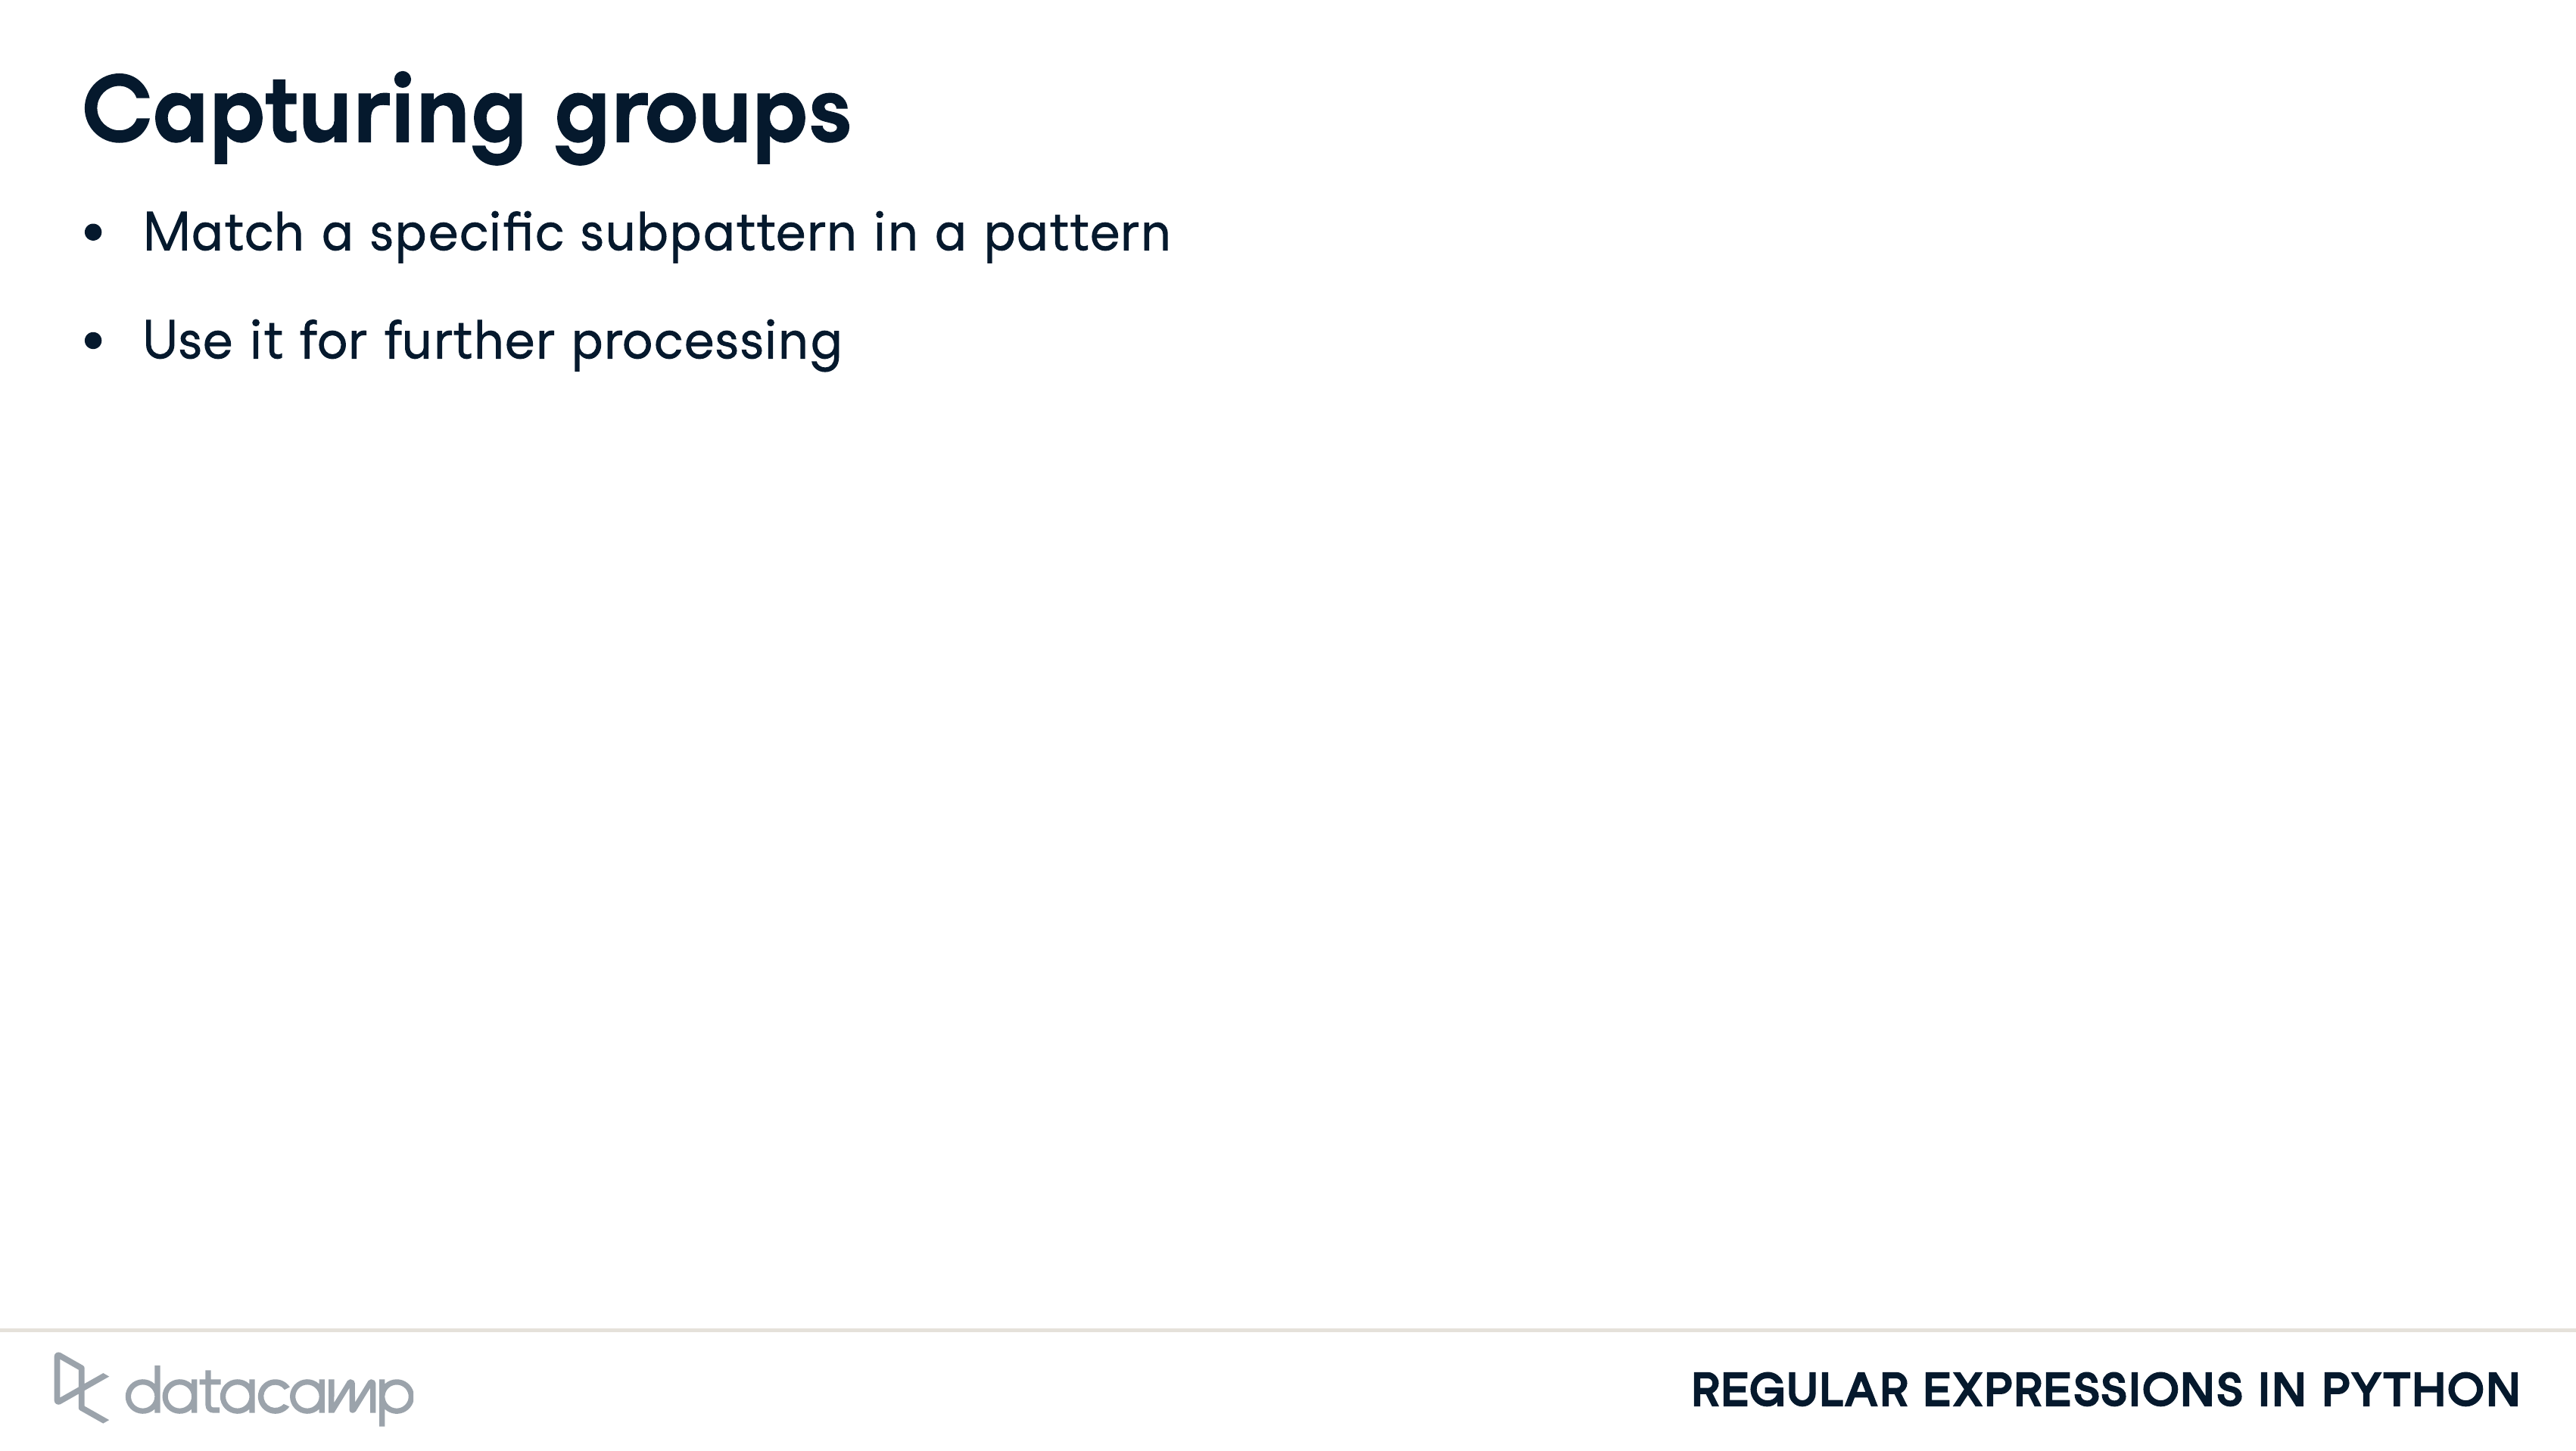 Capturing groups
• Match a specific subpattern in a pattern
• Use it for further processing
datacamp
REGULAR EXPRESSIONS IN PYTHON